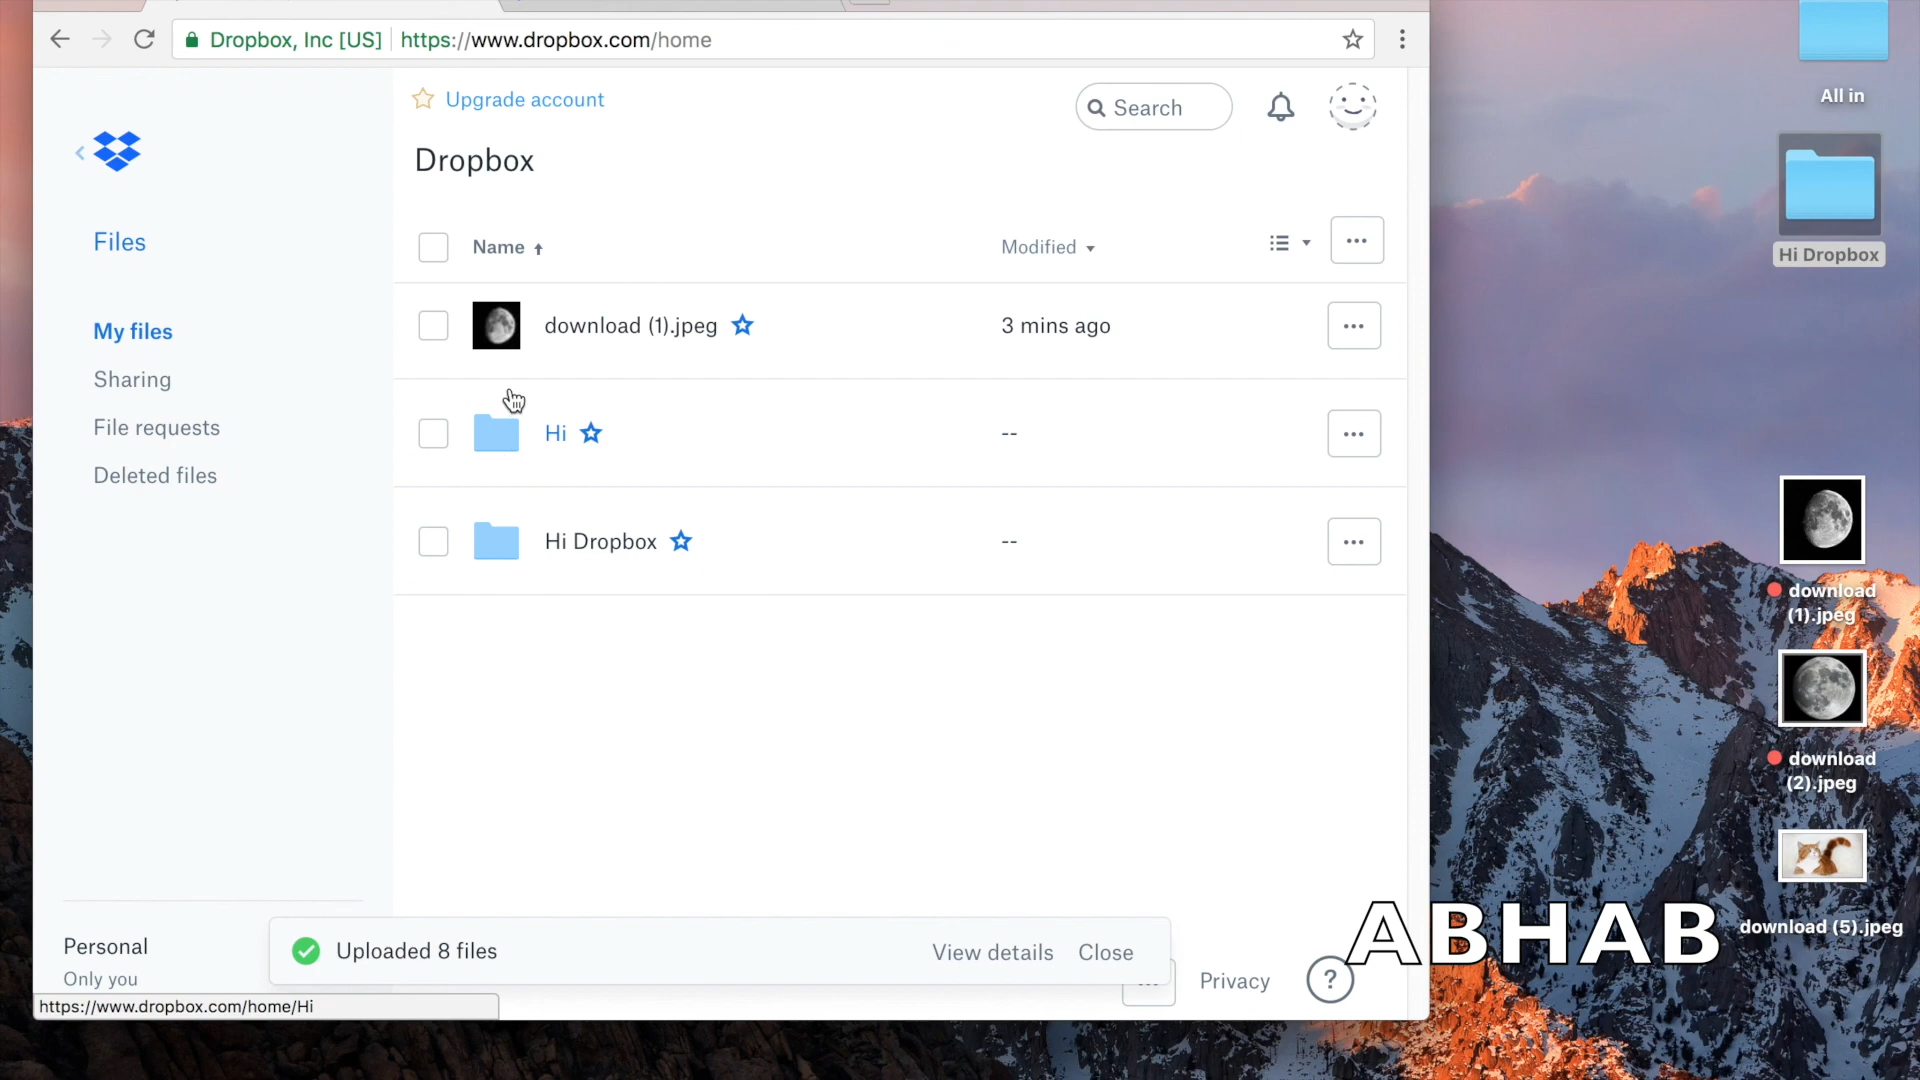 Dropbox, Inc [US] https://www.dropbox.com/home
Upgrade account
Search
Dropbox
Files
My files
Sharing
File requests
Deleted files
Name
Modified
download (1).jpeg
3 mins ago
Hi
--
Hi Dropbox
--
Personal
Only you
Uploaded 8 files
View details
Close
Privacy
?
https://www.dropbox.com/home/Hi
All in
Hi Dropbox
download
(1).jpeg
download
(2).jpeg
download (5).jpeg
ABHAB